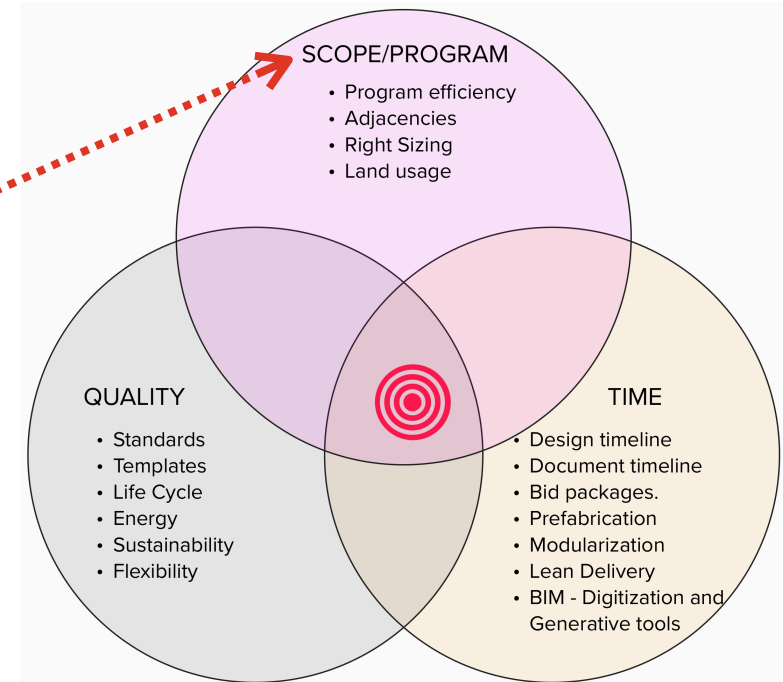 SCOPE/PROGRAM
• Program efficiency
• Adjacencies
• Right Sizing
• Land usage
QUALITY
• Standards
• Templates
• Life Cycle
• Energy
• Sustainability
• Flexibility
TIME
• Design timeline
• Document timeline
• Bid packages.
• Prefabrication
• Modularization
• Lean Delivery
• BIM - Digitization and
Generative tools